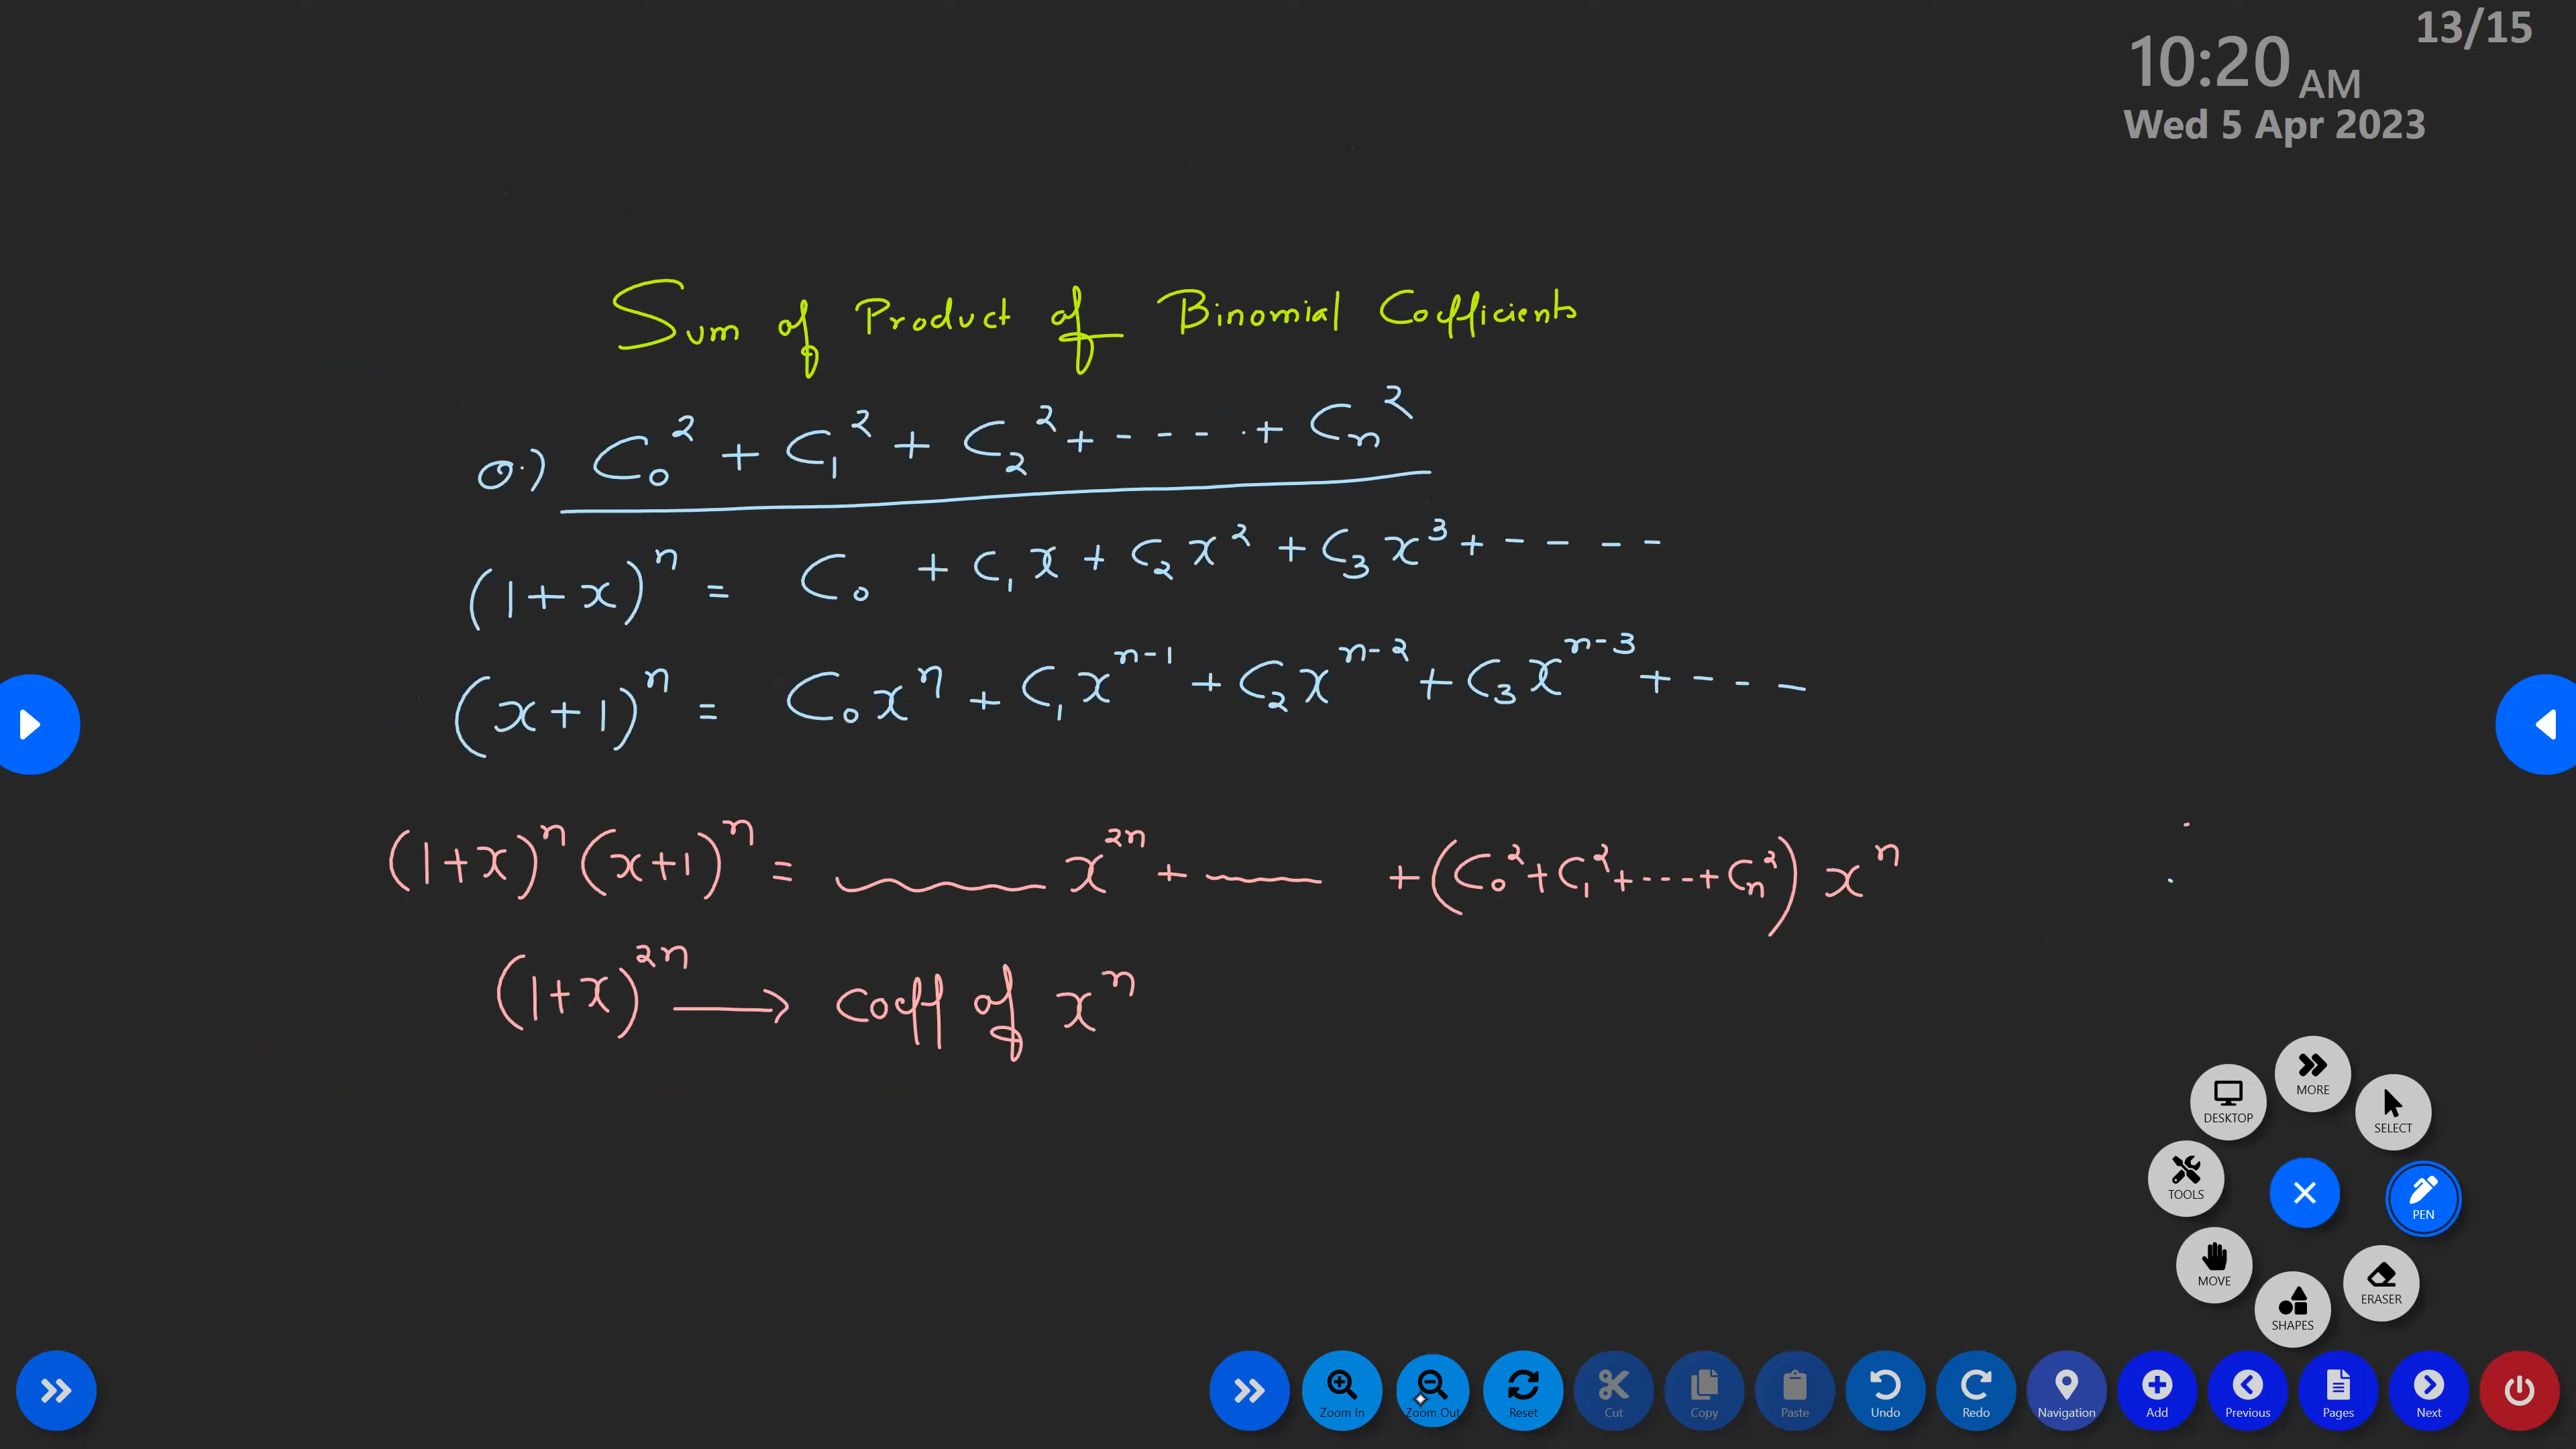 13/15
10:20 AM
Wed 5 Apr 2023
Sum of Product of Binomial Coefficients
Q.) C₀² + C₁² + C₂² + ---- + Cₙ²
(1+x)ⁿ = C₀ + C₁x + C₂x² + C₃x³ + ----
(x+1)ⁿ = C₀xⁿ + C₁xⁿ⁻¹ + C₂xⁿ⁻² + C₃xⁿ⁻³ + ---
(1+x)ⁿ(x+1)ⁿ = ____ x²ⁿ + ____ + (C₀² + C₁² + --- + Cₙ²) xⁿ
(1+x)²ⁿ → Coeff of xⁿ
MORE
DESKTOP
SELECT
TOOLS
PEN
MOVE
ERASER
SHAPES
Zoom In Zoom Out Reset Cut Copy Paste Undo Redo Navigation Add Previous Pages Next